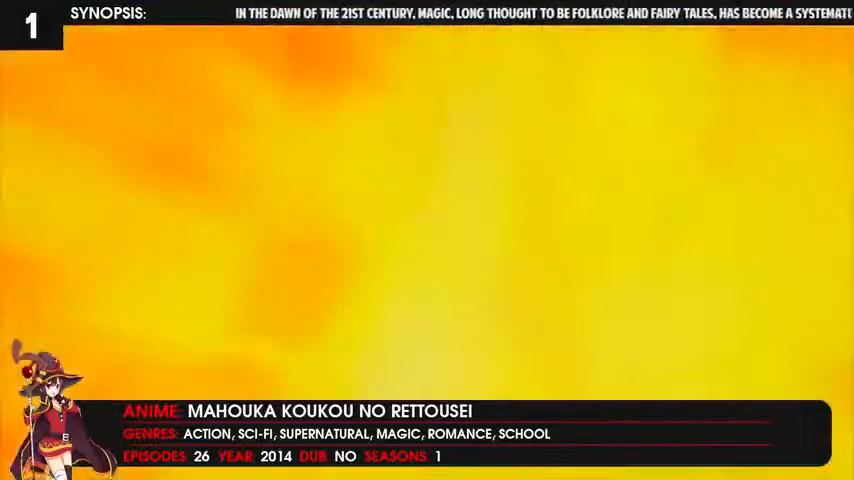 1
SYNOPSIS: IN THE DAWN OF THE 21ST CENTURY, MAGIC, LONG THOUGHT TO BE FOLKLORE AND FAIRY TALES, HAS BECOME A SYSTEMATI
ANIME: MAHOUKA KOUKOU NO RETTOUSEI
GENRES: ACTION, SCI-FI, SUPERNATURAL, MAGIC, ROMANCE, SCHOOL
EPISODES: 26 YEAR: 2014 DUB: NO SEASONS: 1